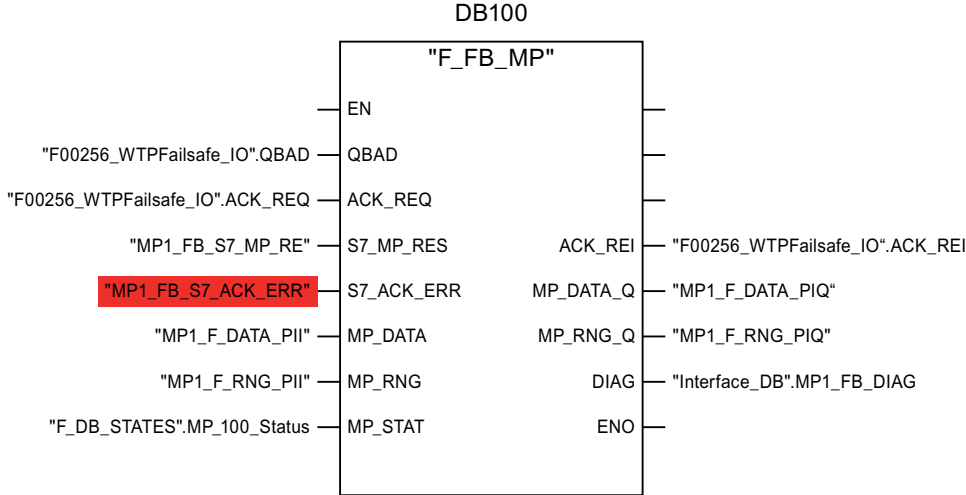 DB100
"F_FB_MP"
EN
"F00256_WTPFailsafe_IO".QBAD QBAD
"F00256_WTPFailsafe_IO".ACK_REQ ACK_REQ
"MP1_FB_S7_MP_RE" S7_MP_RES ACK_REI "F00256_WTPFailsafe_IO“.ACK_REI
"MP1_FB_S7_ACK_ERR" S7_ACK_ERR MP_DATA_Q "MP1_F_DATA_PIQ“
"MP1_F_DATA_PII" MP_DATA MP_RNG_Q "MP1_F_RNG_PIQ"
"MP1_F_RNG_PII" MP_RNG DIAG "Interface_DB".MP1_FB_DIAG
"F_DB_STATES".MP_100_Status MP_STAT ENO